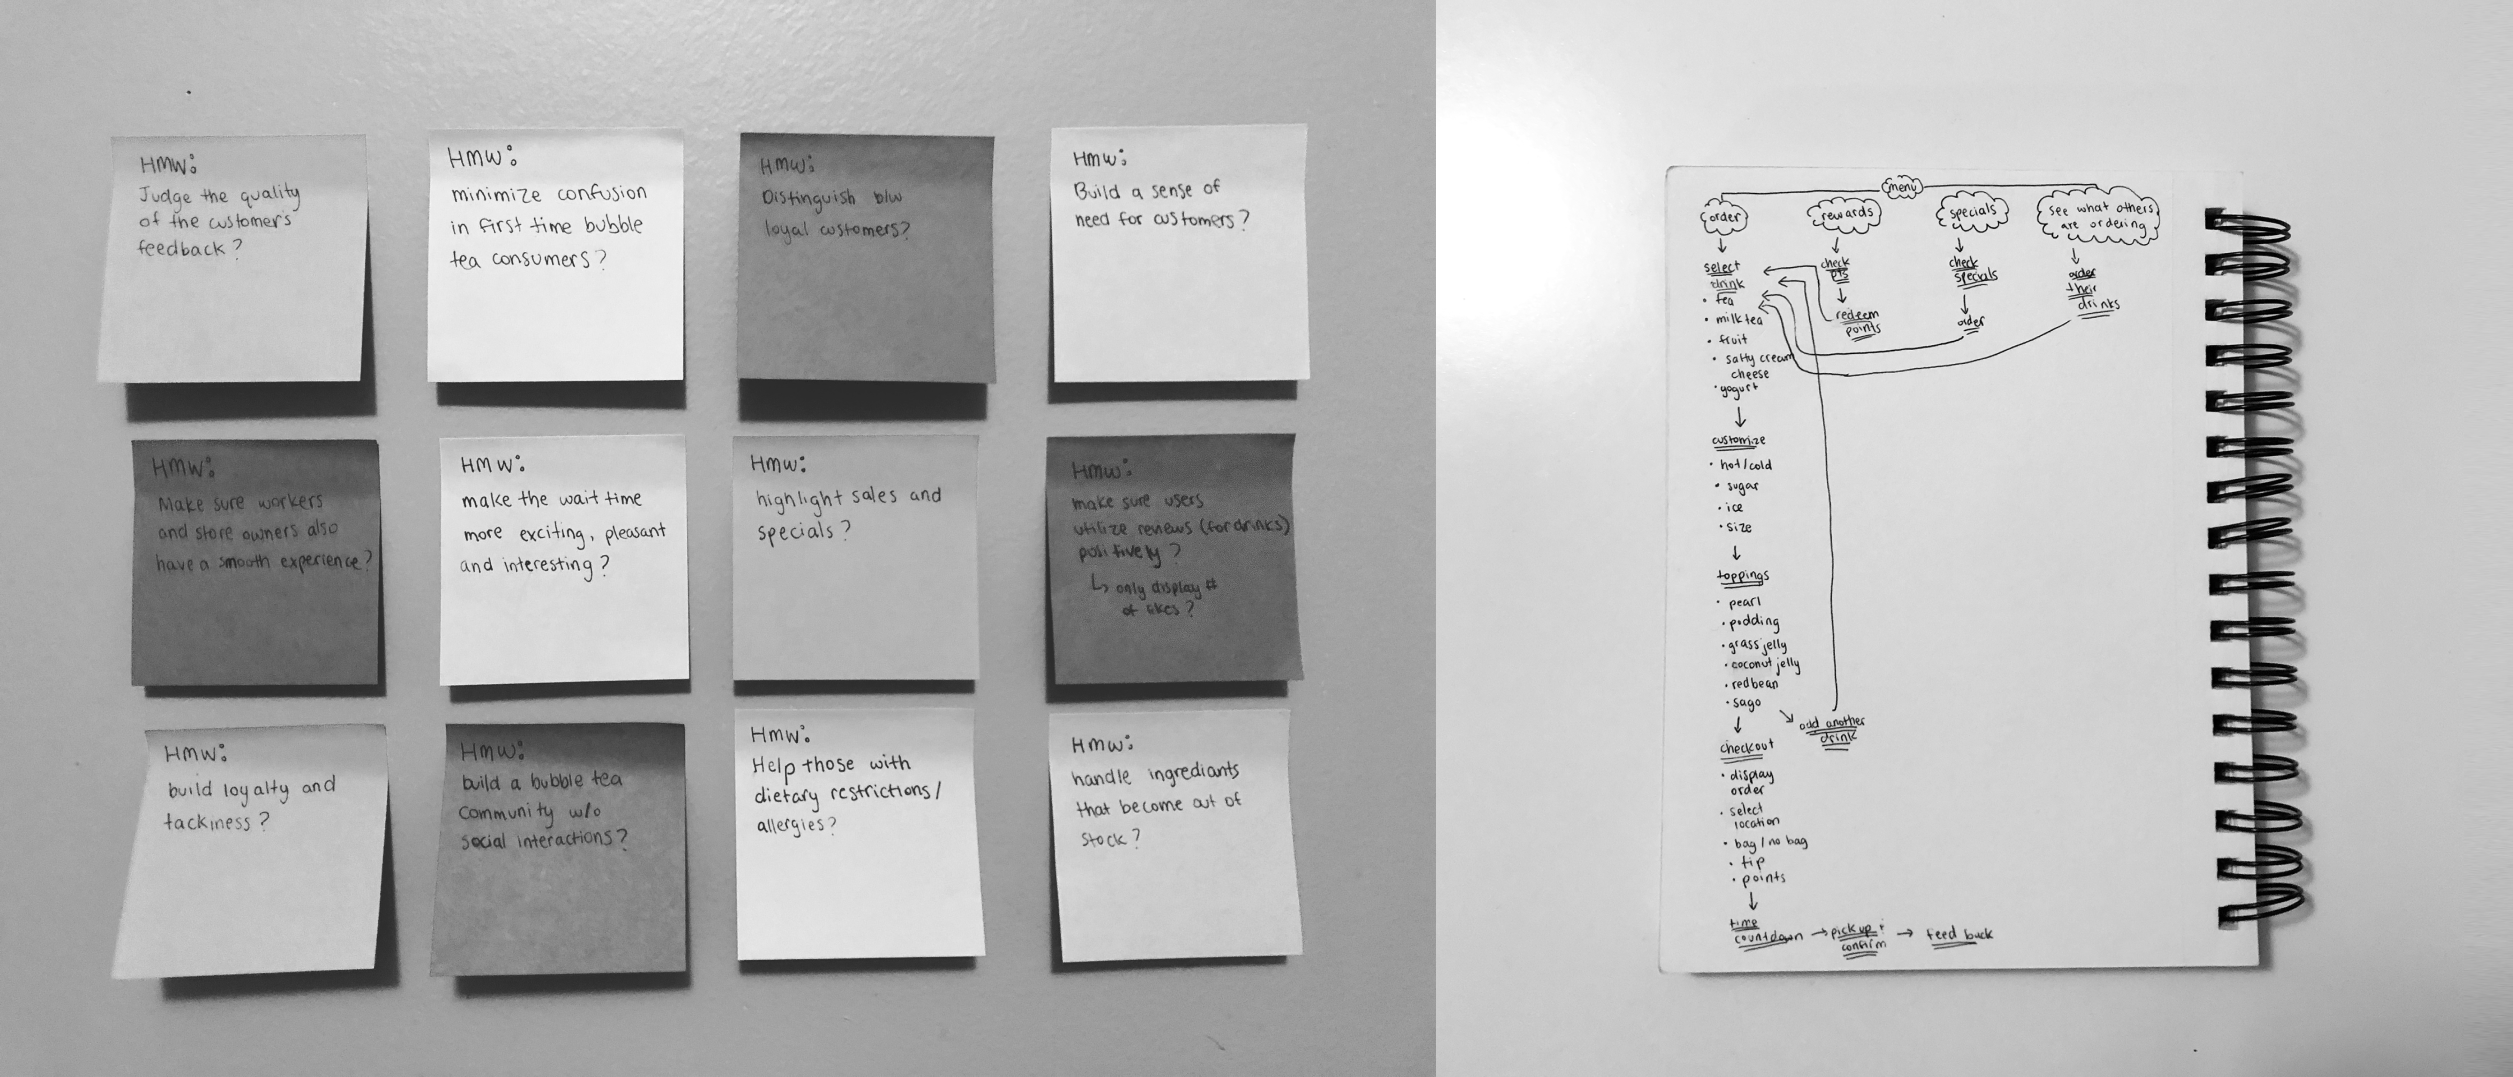 HMW:
Judge the quality
of the customer's
feedback?
HMW:
minimize confusion
in first time bubble
tea consumers?
HMW:
Distinguish b/w
loyal customers?
HMW:
Build a sense of
need for customers?
HMW:
Make sure workers
and store owners also
have a smooth experience?
HMW:
make the wait time
more exciting, pleasant
and interesting?
HMW:
highlight sales and
specials?
HMW:
make sure users
utilize reviews (for drinks)
positively?
↳ only display #
of likes?
HMW:
build loyalty and
tackiness?
HMW:
build a bubble tea
community w/o
social interactions?
HMW:
Help those with
dietary restrictions/
allergies?
HMW:
handle ingrediants
that become out of
stock?
menu
order
select
drink
• tea
• milk tea
• fruit
• salty cream
cheese
• yogurt
customize
• hot/cold
• sugar
• ice
• size
toppings
• pearl
• pudding
• grass jelly
• coconut jelly
• redbean
• sago
add another
drink
checkout
• display
order
• select
location
• bag / no bag
• tip
• points
time
countdown → pick up +
confirm → feed back
rewards
check
pts
redeem
points
specials
check
specials
order
see what others
are ordering
order
their
drinks